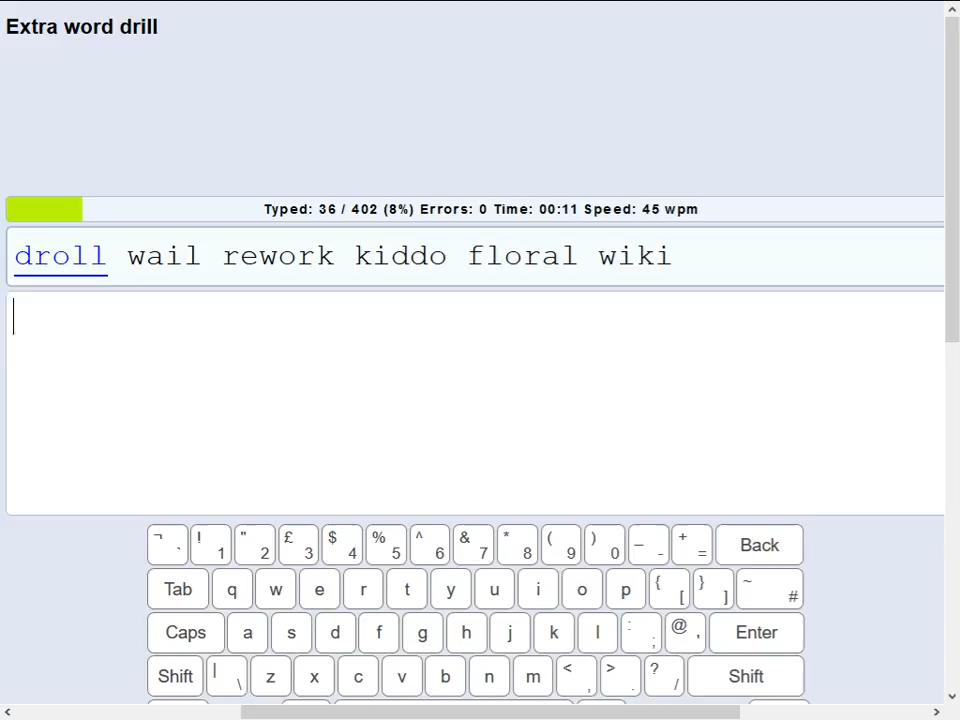 Extra word drill
Typed: 36 / 402 (8%) Errors: 0 Time: 00:11 Speed: 45 wpm
droll wail rework kiddo floral wiki
¬ ` ! 1 " 2 £ 3 $ 4 % 5 ^ 6 & 7 * 8 ( 9 ) 0 _ - + = Back
Tab q w e r t y u i o p { [ } ] ~ #
Caps a s d f g h j k l : ; @ ' Enter
Shift | \ z x c v b n m < , > . ? / Shift